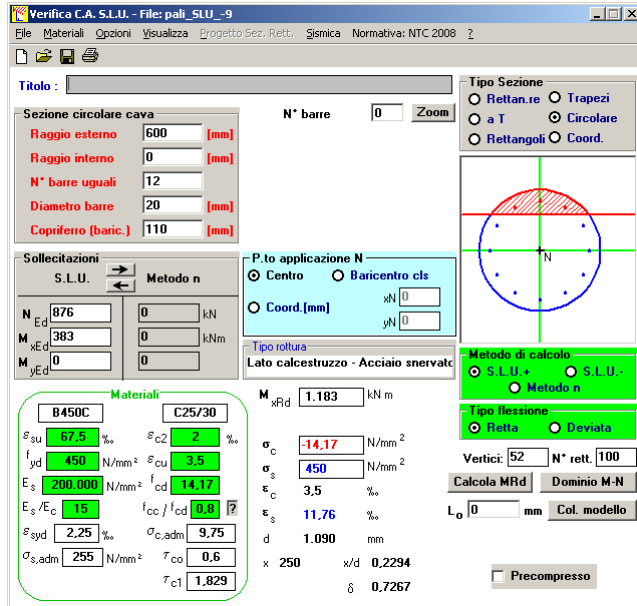 Verifica C.A. S.L.U. - File: pali_SLU_-9
File Materiali Opzioni Visualizza Progetto Sez. Rett. Sismica Normativa: NTC 2008 ?
Titolo :
Tipo Sezione
Rettan.re Trapezi
a T Circolare
Rettangoli Coord.
Sezione circolare cava
Raggio esterno 600 [mm]
Raggio interno 0 [mm]
N* barre uguali 12
Diametro barre 20 [mm]
Copriferro (baric.) 110 [mm]
N* barre 0 Zoom
N
Sollecitazioni
S.L.U. Metodo n
N Ed 876 0 kN
M xEd 383 0 kNm
M yEd 0 0
P.to applicazione N
Centro Baricentro cls
Coord.[mm] xN 0
yN 0
Tipo rottura
Lato calcestruzzo - Acciaio snervato
Metodo di calcolo
S.L.U.+ S.L.U.-
Metodo n
Tipo flessione
Retta Deviata
Vertici: 52 N* rett. 100
Calcola MRd Dominio M-N
L₀ 0 mm Col. modello
Precompresso
Materiali
B450C C25/30
εsu 67,5 ‰ εc2 2 ‰
fyd 450 N/mm² εcu 3,5
Es 200.000 N/mm² fcd 14,17
Es/Ec 15 fcc / fcd 0,8 ?
εsyd 2,25 ‰ σc,adm 9,75
σs,adm 255 N/mm² τco 0,6
τc1 1,829
M xRd 1.183 kN m
σc -14,17 N/mm²
σs 450 N/mm²
εc 3,5 ‰
εs 11,76 ‰
d 1.090 mm
x 250 x/d 0,2294
δ 0,7267